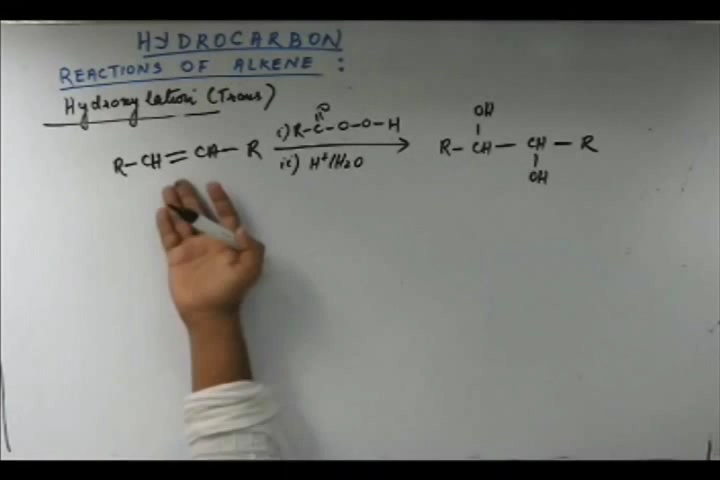 HYDROCARBON
REACTIONS OF ALKENE :
Hydroxylation (Trans)
R-CH=CH-R
i) R-C-O-O-H
O
ii) H+/H2O
OH
R-CH-CH-R
OH